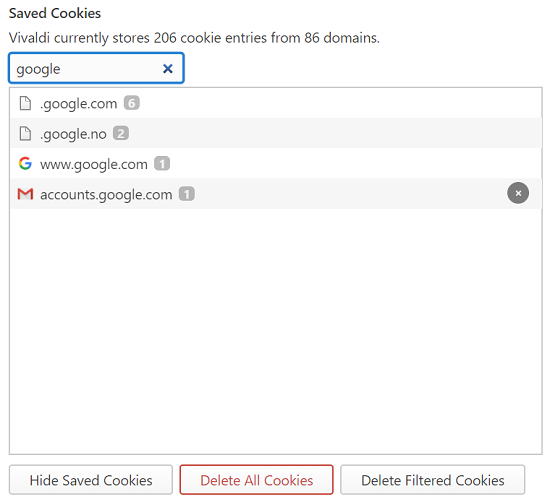 Saved Cookies
Vivaldi currently stores 206 cookie entries from 86 domains.
google
.google.com 6
.google.no 2
www.google.com 1
accounts.google.com 1
Hide Saved Cookies Delete All Cookies Delete Filtered Cookies